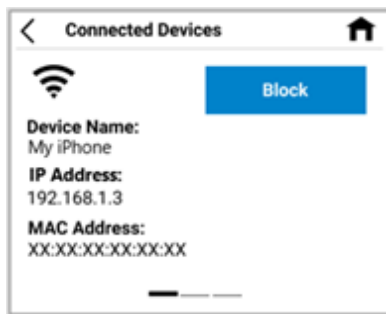 Connected Devices
Block
Device Name:
My iPhone
IP Address:
192.168.1.3
MAC Address:
XX:XX:XX:XX:XX:XX